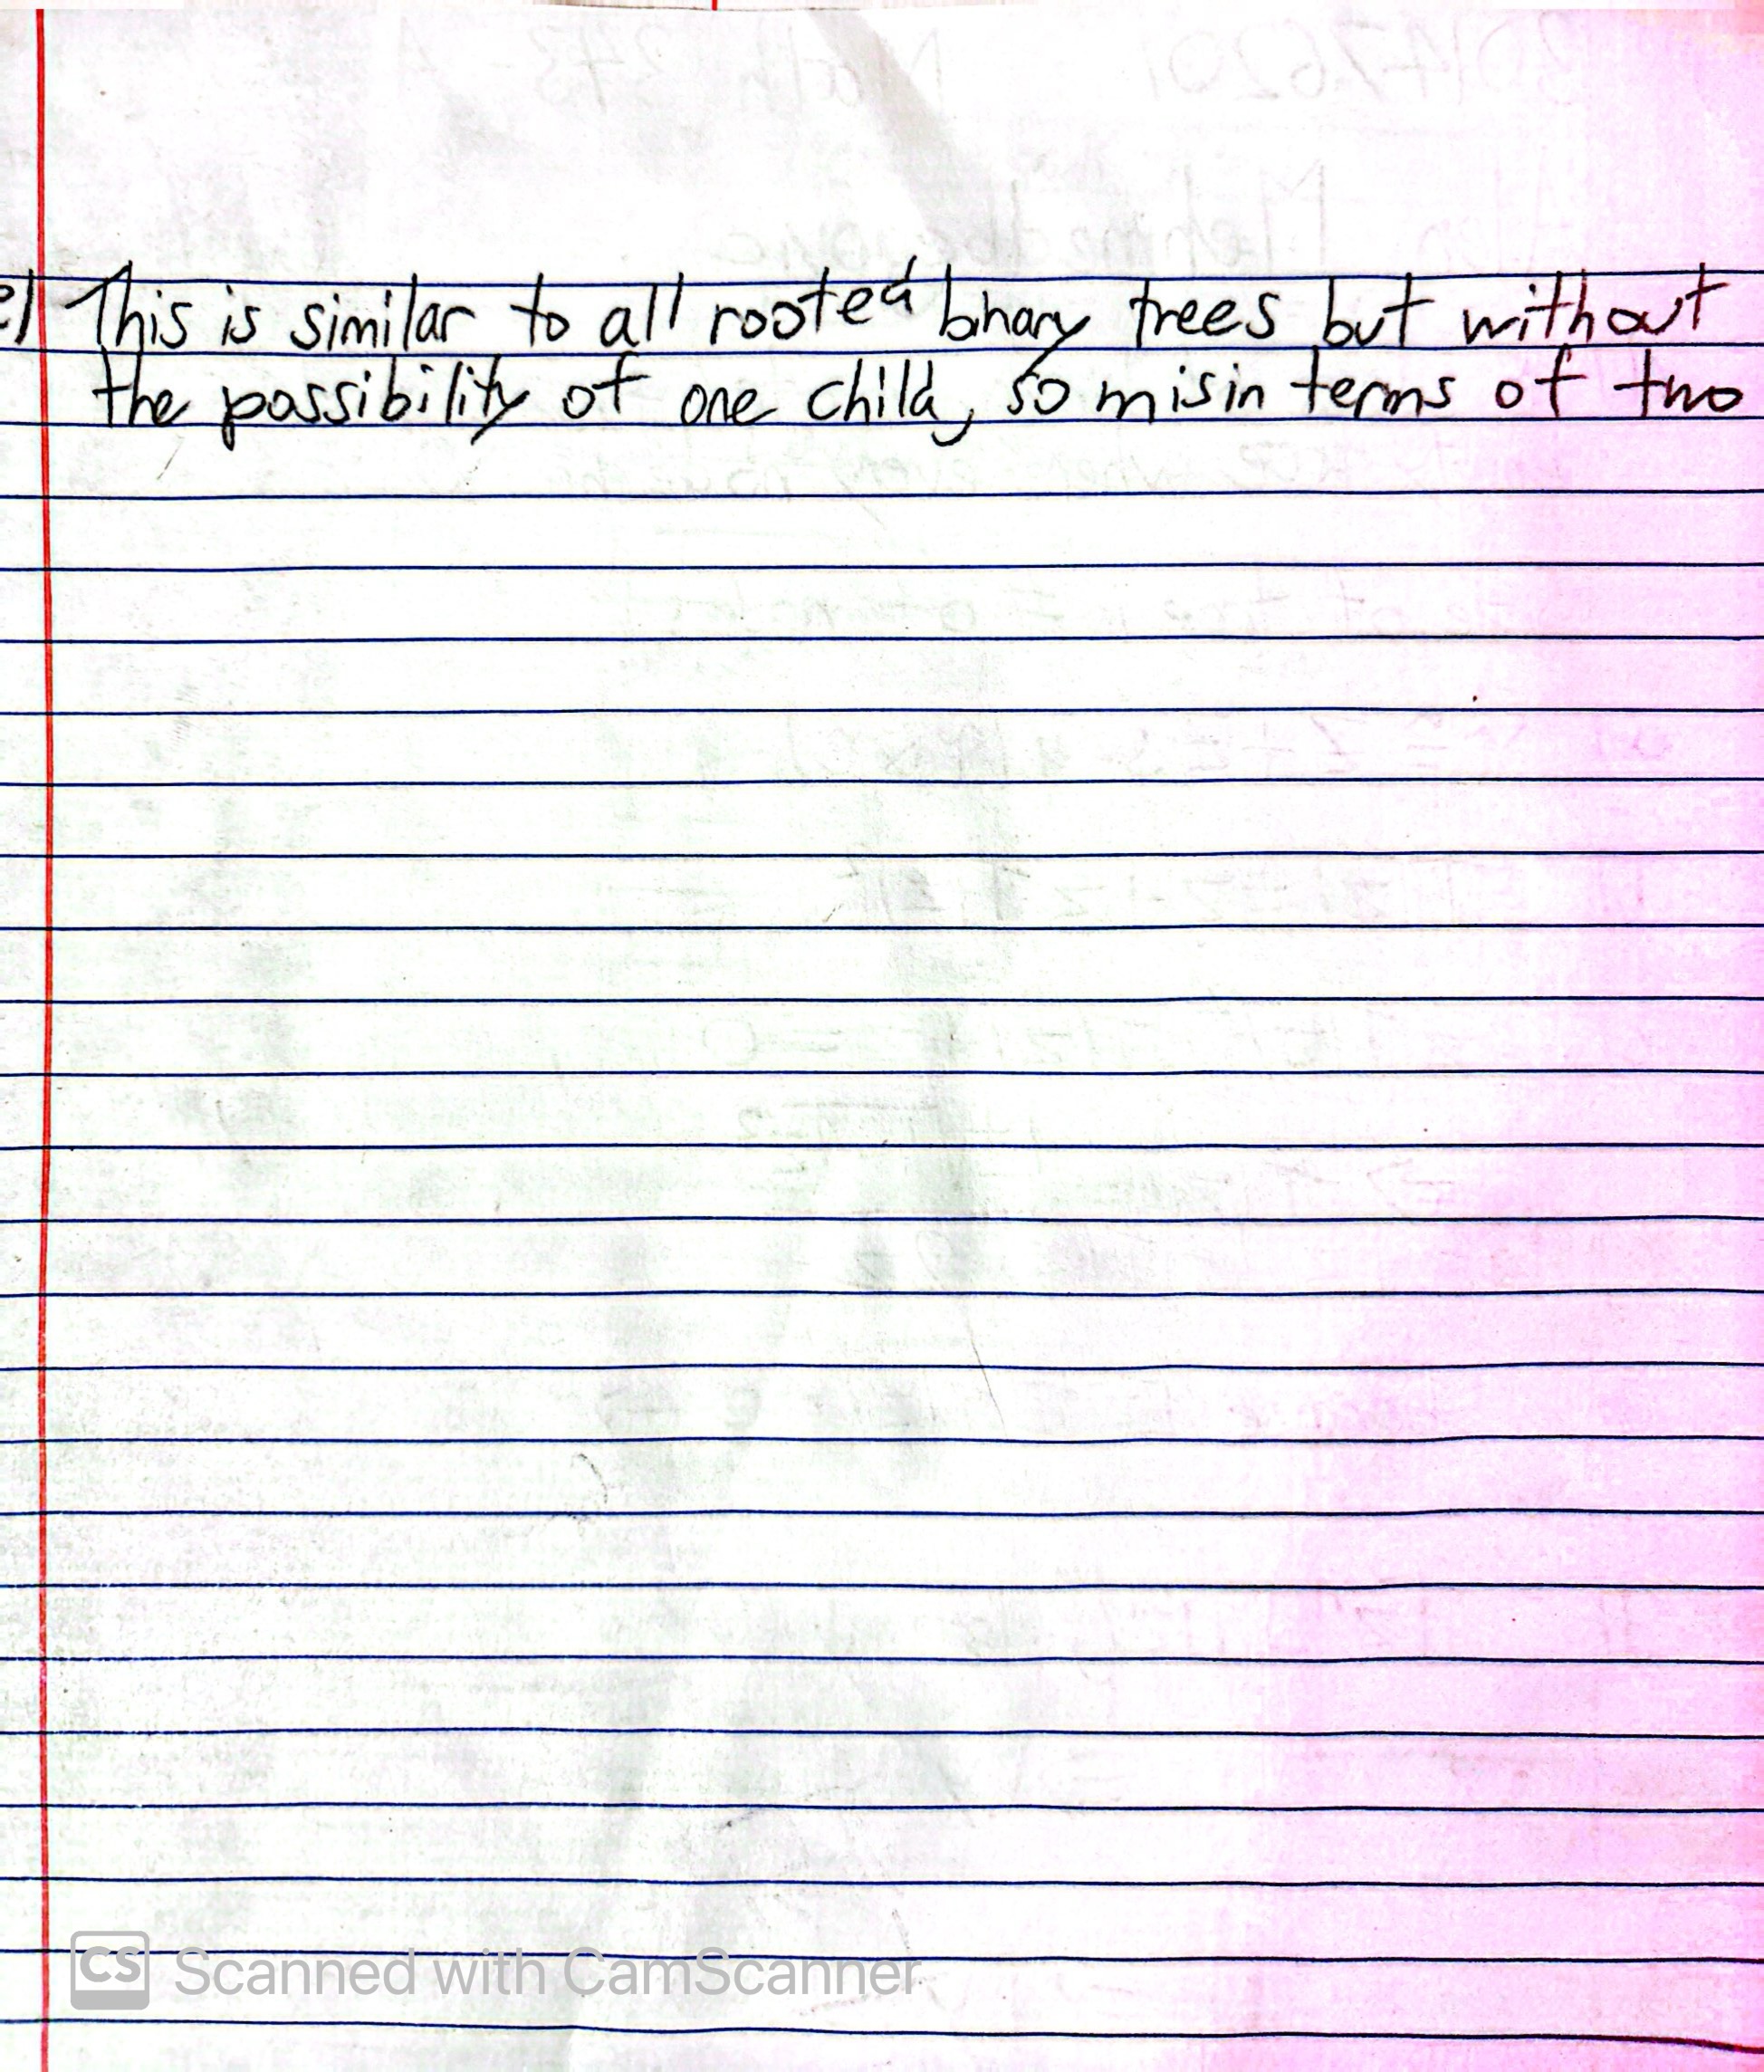 This is similar to all rooted binary trees but without
the possibility of one child, so m is in terms of two
CS Scanned with CamScanner